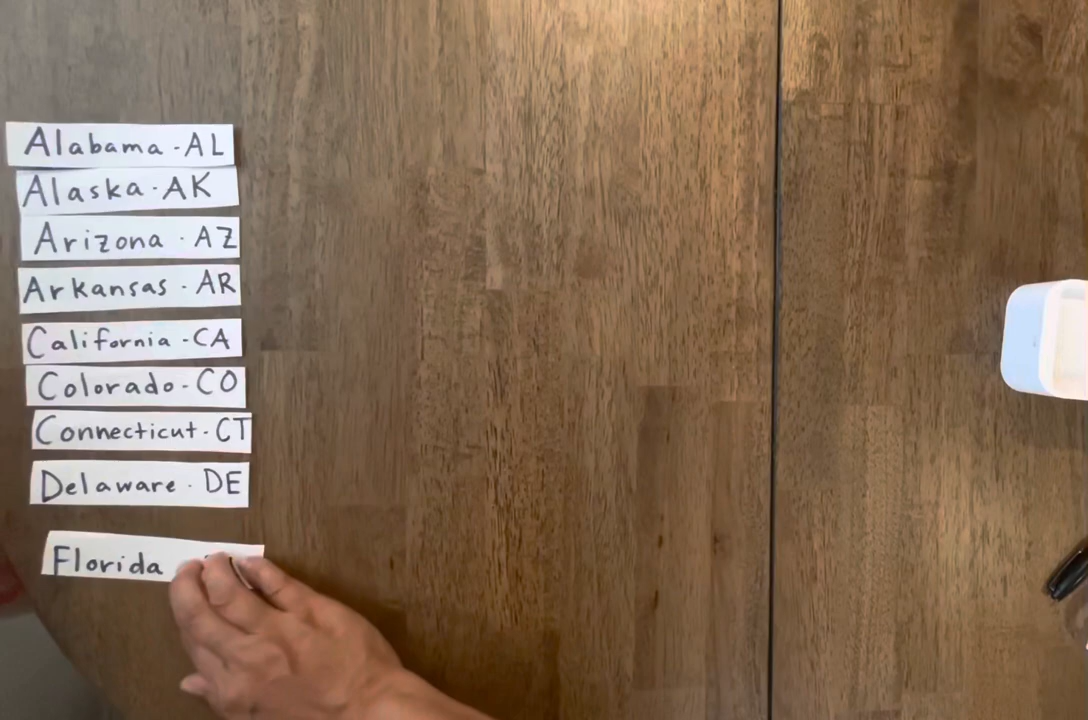 Alabama - AL
Alaska - AK
Arizona - AZ
Arkansas - AR
California - CA
Colorado - CO
Connecticut - CT
Delaware - DE
Florida